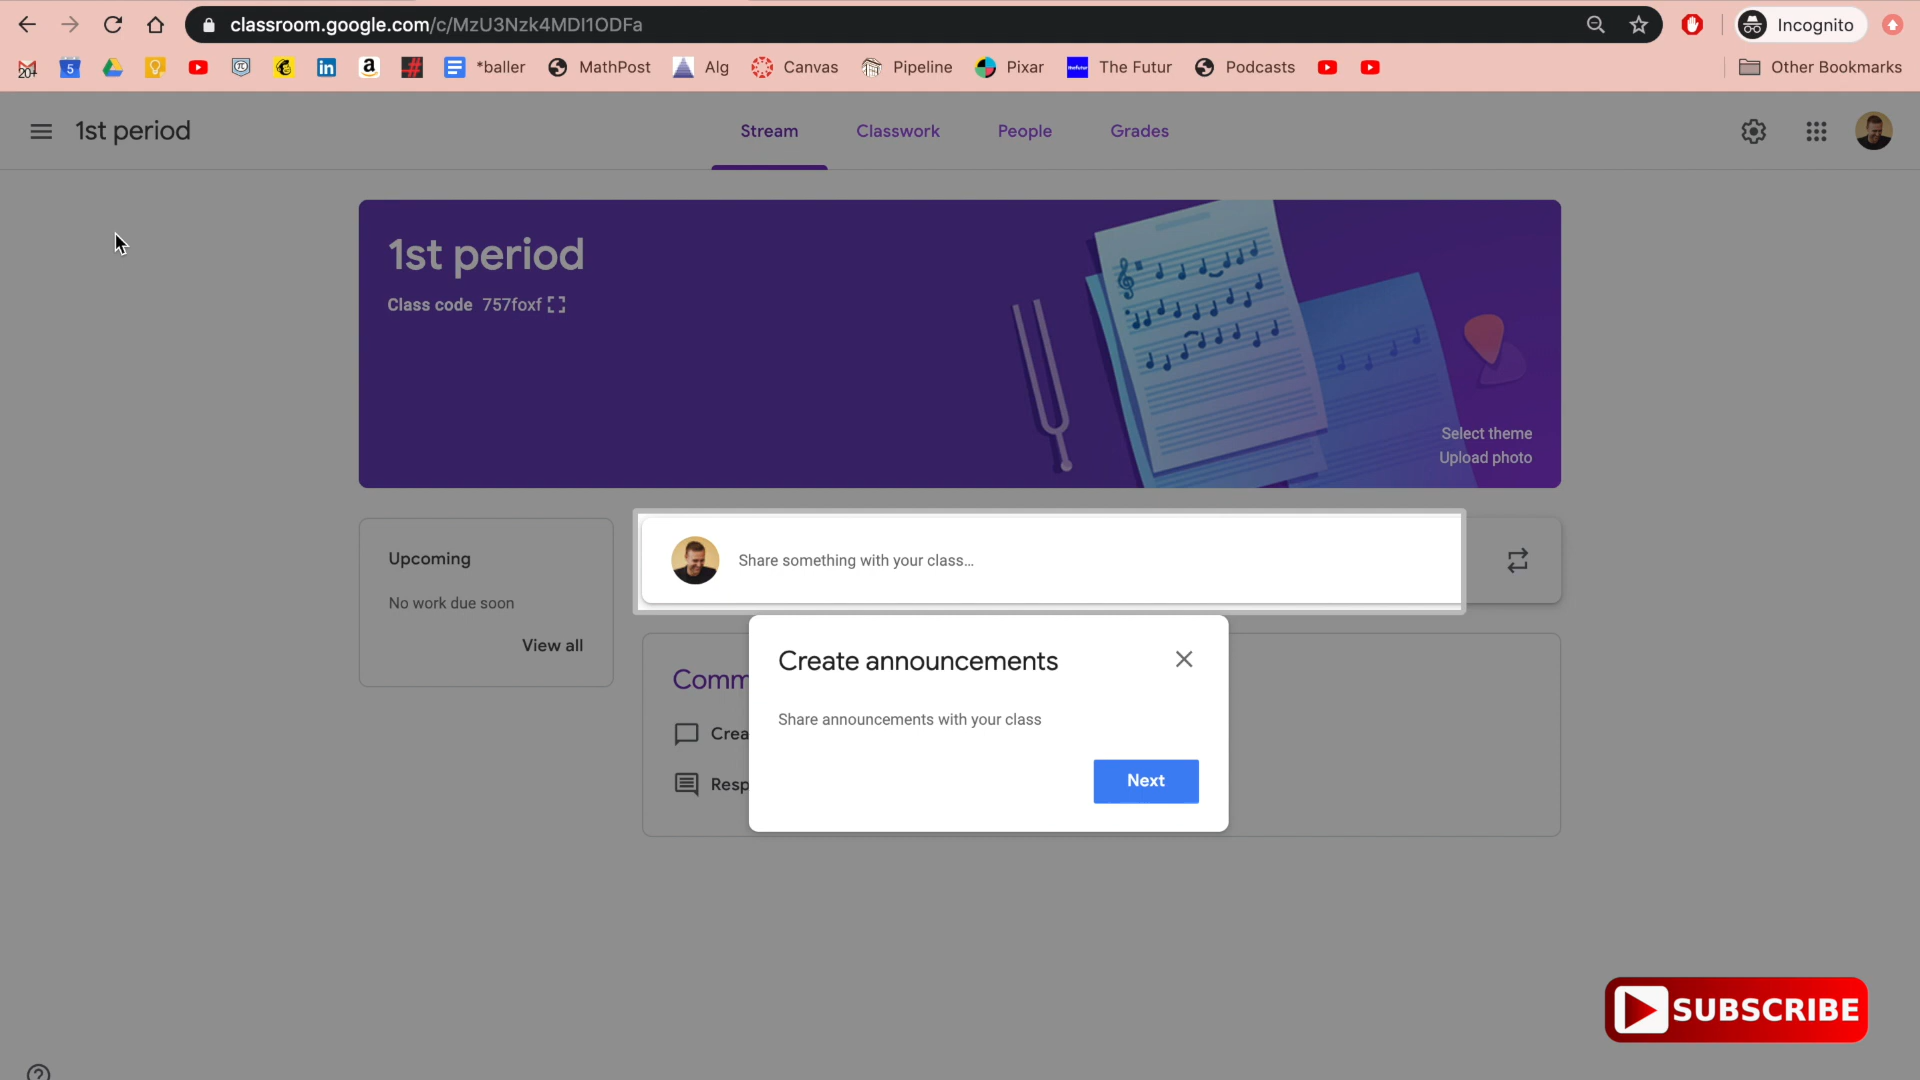 classroom.google.com/c/MzU3Nzk4MDI1ODFa
Incognito
204
5
*baller
MathPost
Alg
Canvas
Pipeline
Pixar
The Futur
Podcasts
Other Bookmarks
1st period
Stream
Classwork
People
Grades
1st period
Class code 757foxf
Select theme
Upload photo
Upcoming
No work due soon
View all
Share something with your class...
Create announcements
Share announcements with your class
Next
Comm
Crea
Resp
SUBSCRIBE